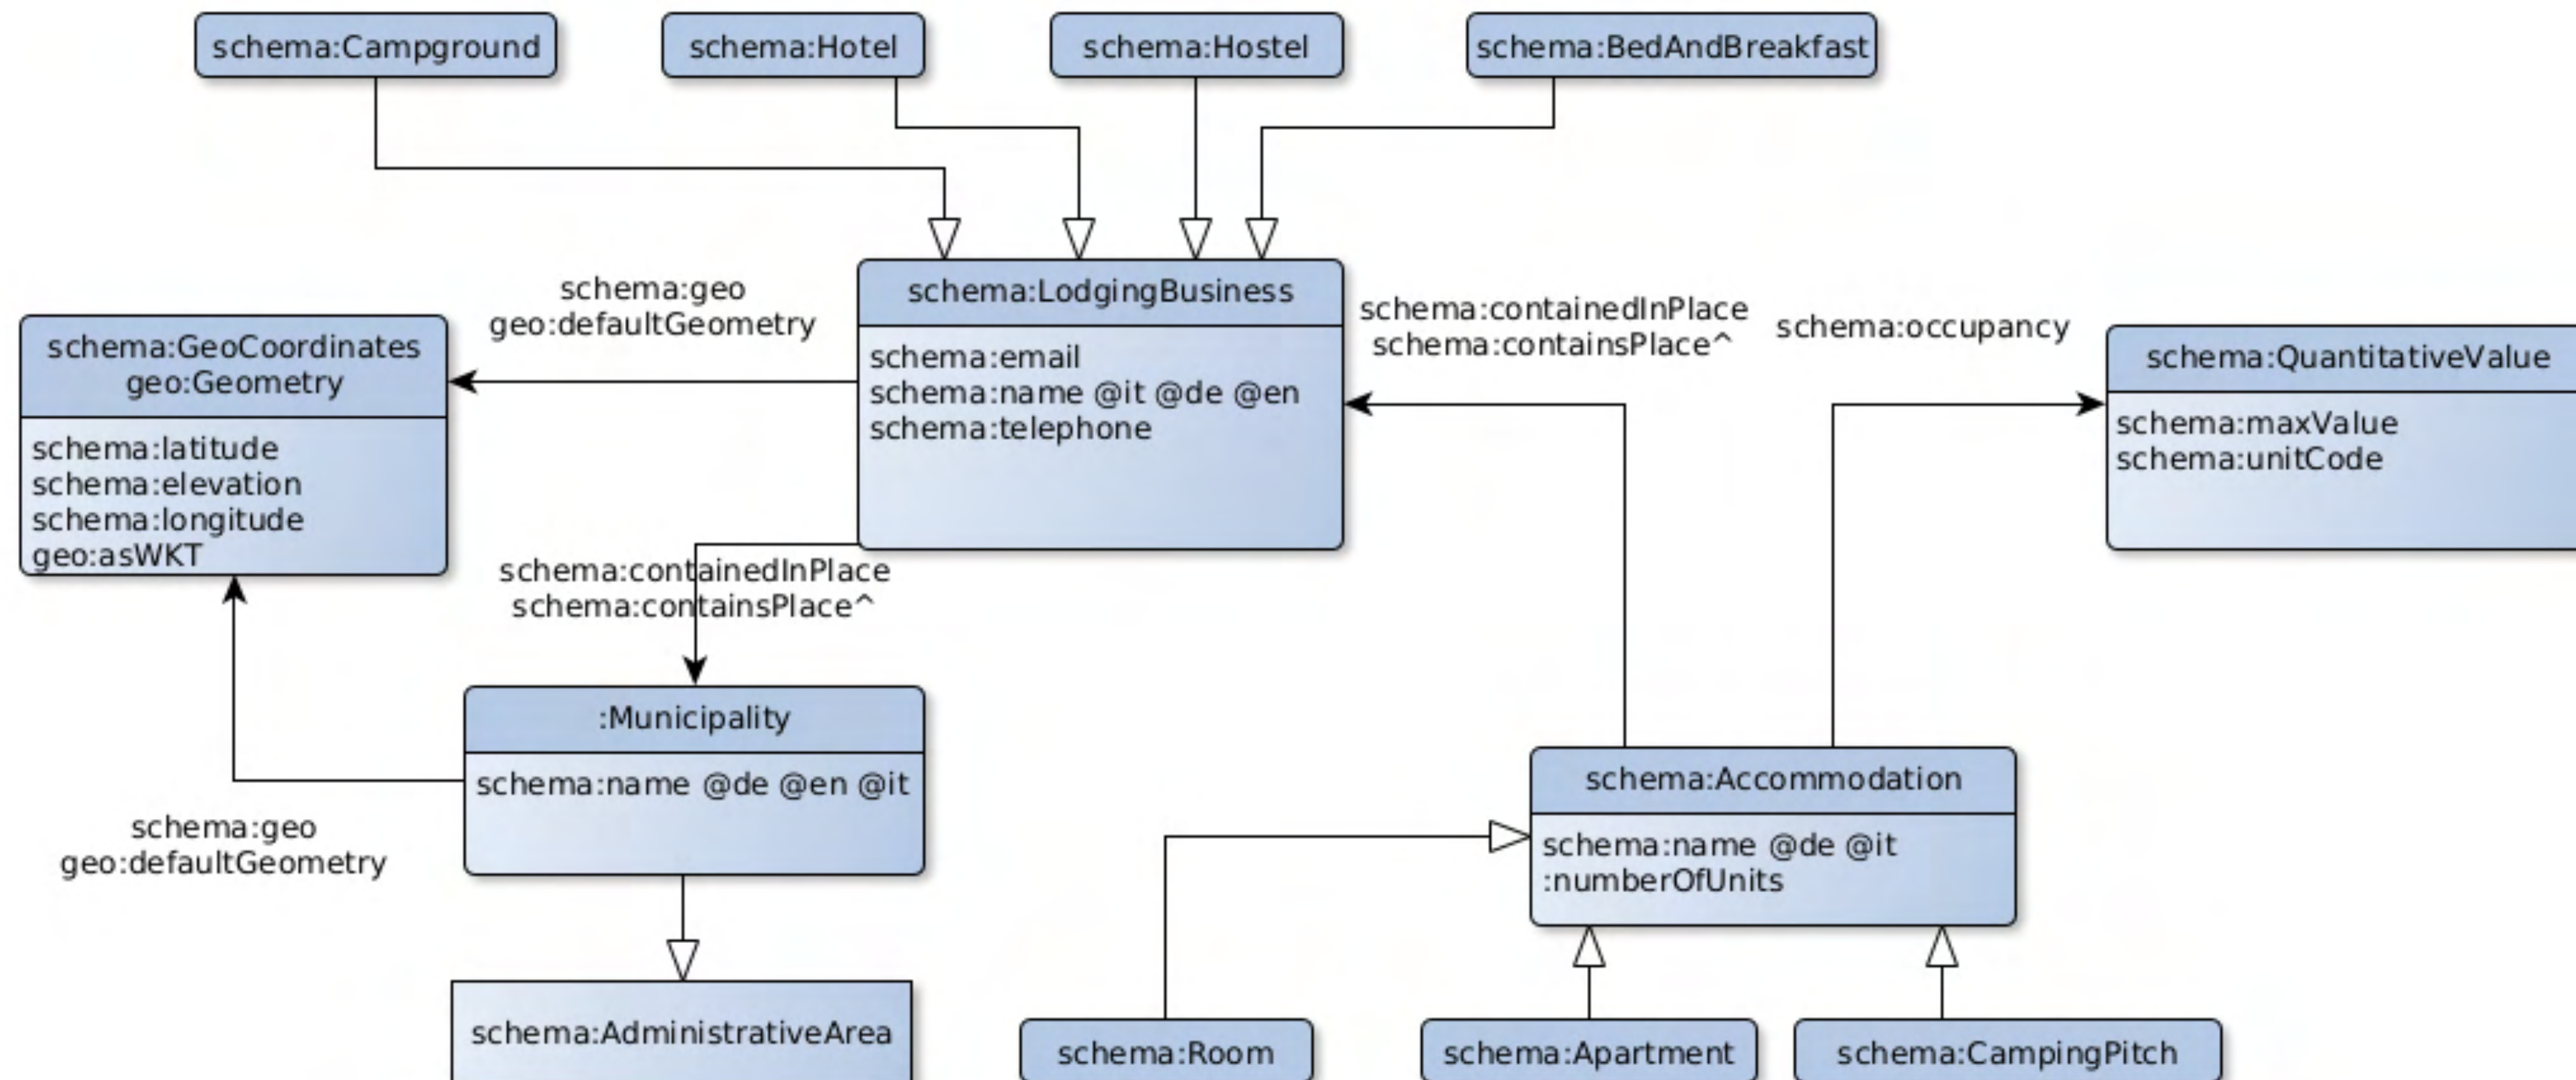 schema:Campground
schema:Hotel
schema:Hostel
schema:BedAndBreakfast
schema:geo
geo:defaultGeometry
schema:LodgingBusiness
schema:email
schema:name @it @de @en
schema:telephone
schema:containedInPlace
schema:containsPlace^
schema:occupancy
schema:QuantitativeValue
schema:maxValue
schema:unitCode
schema:GeoCoordinates
geo:Geometry
schema:latitude
schema:elevation
schema:longitude
geo:asWKT
schema:containedInPlace
schema:containsPlace^
:Municipality
schema:name @de @en @it
schema:geo
geo:defaultGeometry
schema:Accommodation
schema:name @de @it
:numberOfUnits
schema:AdministrativeArea
schema:Room
schema:Apartment
schema:CampingPitch